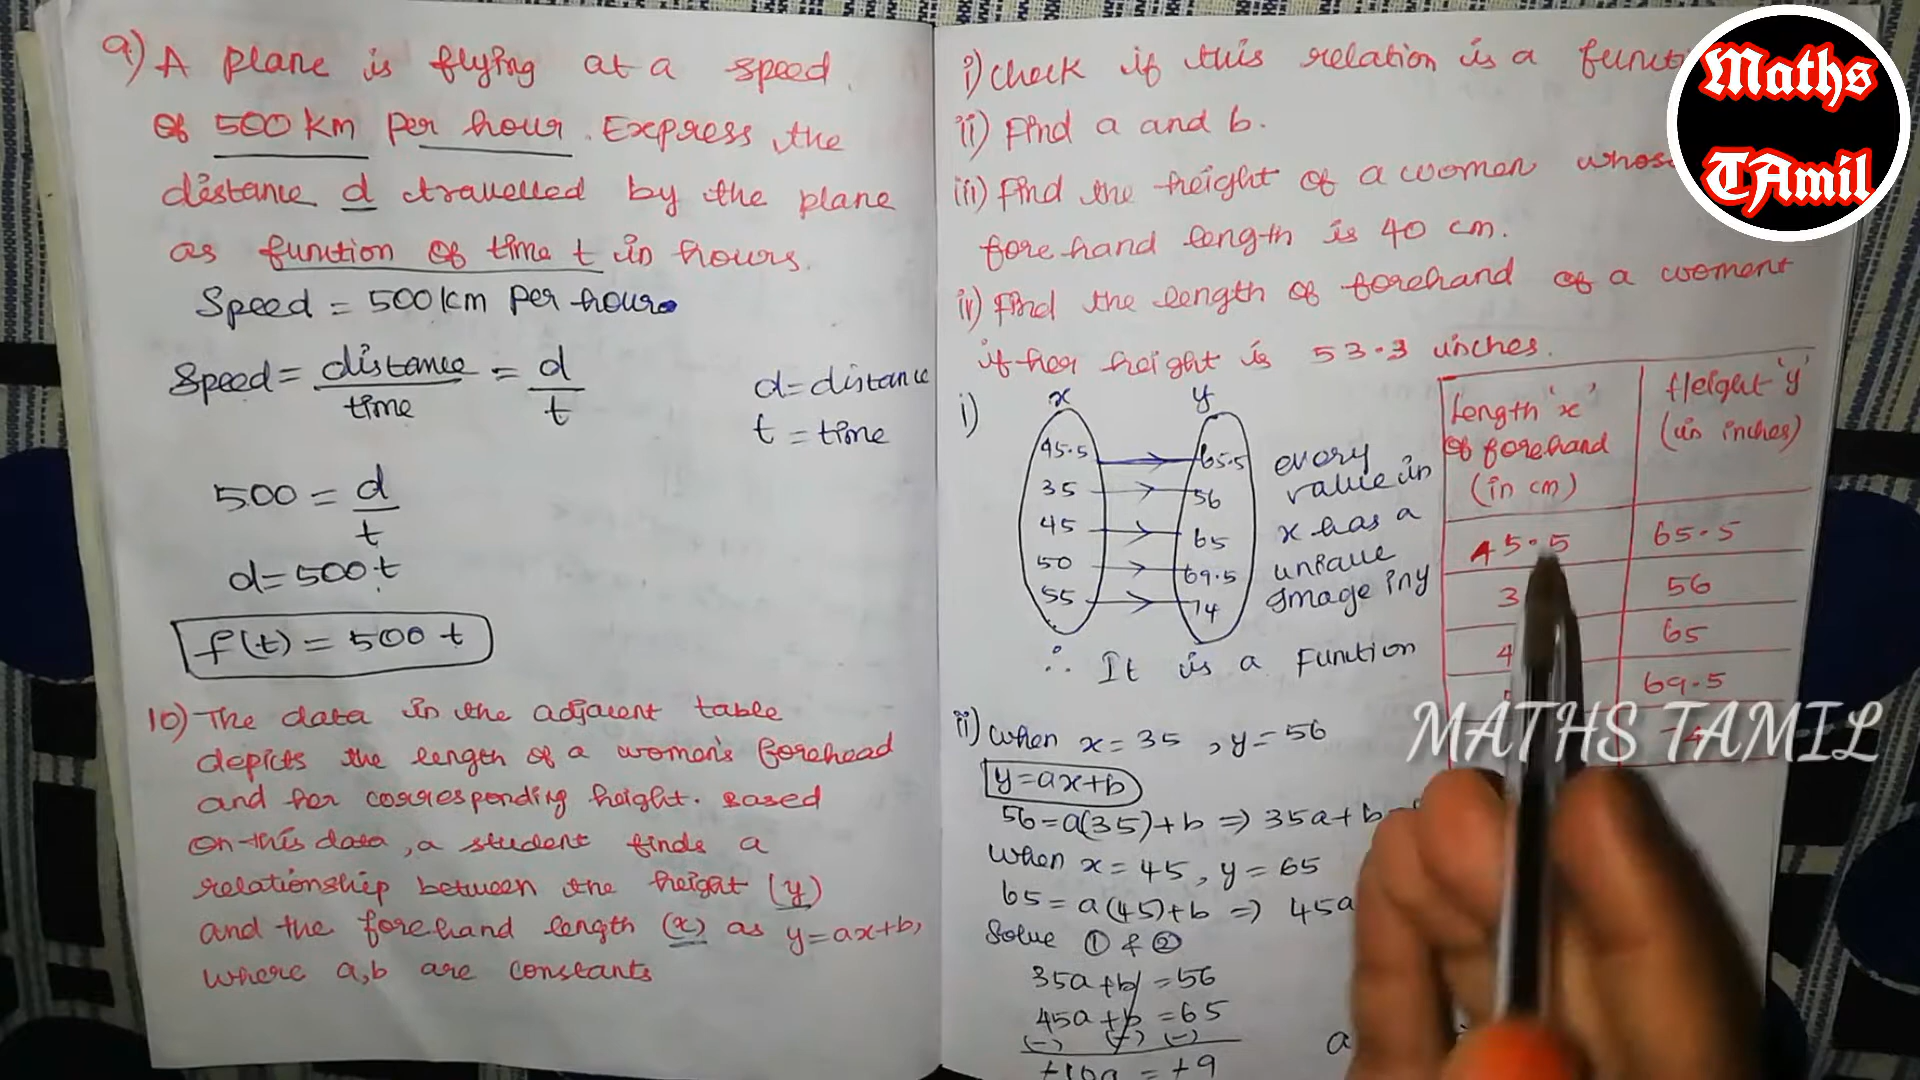 9.) A plane is flying at a speed
of 500 km per hour. Express the
distance d travelled by the plane
as function of time t in hours.
Speed = 500 km per hour
Speed = distance/time = d/t
d = distance
t = time
500 = d/t
d = 500t
f(t) = 500 t
10) The data in the adjacent table
depicts the length of a women's forehead
and her corresponding height. Based
on this data, a student finds a
relationship between the height (y)
and the forehand length (x) as y=ax+b,
where a,b are constants
i) check if this relation is a
ii) Find a and b.
iii) Find the height of a women
forehand length is 40 cm.
iv) Find the length of forehand of a woment
if her height is 53.3 inches.
i)
x y
45.5 65.5
35 56
45 65
50 69.5
55 74
every
value in
x has a
unique
Image in y
∴ It is a Function
Length 'x'
of forehand
(in cm)
Height 'y'
(in inches)
45.5 65.5
56
65
69.5
ii) When x = 35, y = 56
y = ax+b
56 = a(35)+b ⇒ 35a+b
When x = 45, y = 65
65 = a(45)+b ⇒ 45a
Solve ① & ②
35a+b = 56
45a+b = 65
(-) (-) (-)
+10a = +9
a
Maths
TAmil
MATHS TAMIL